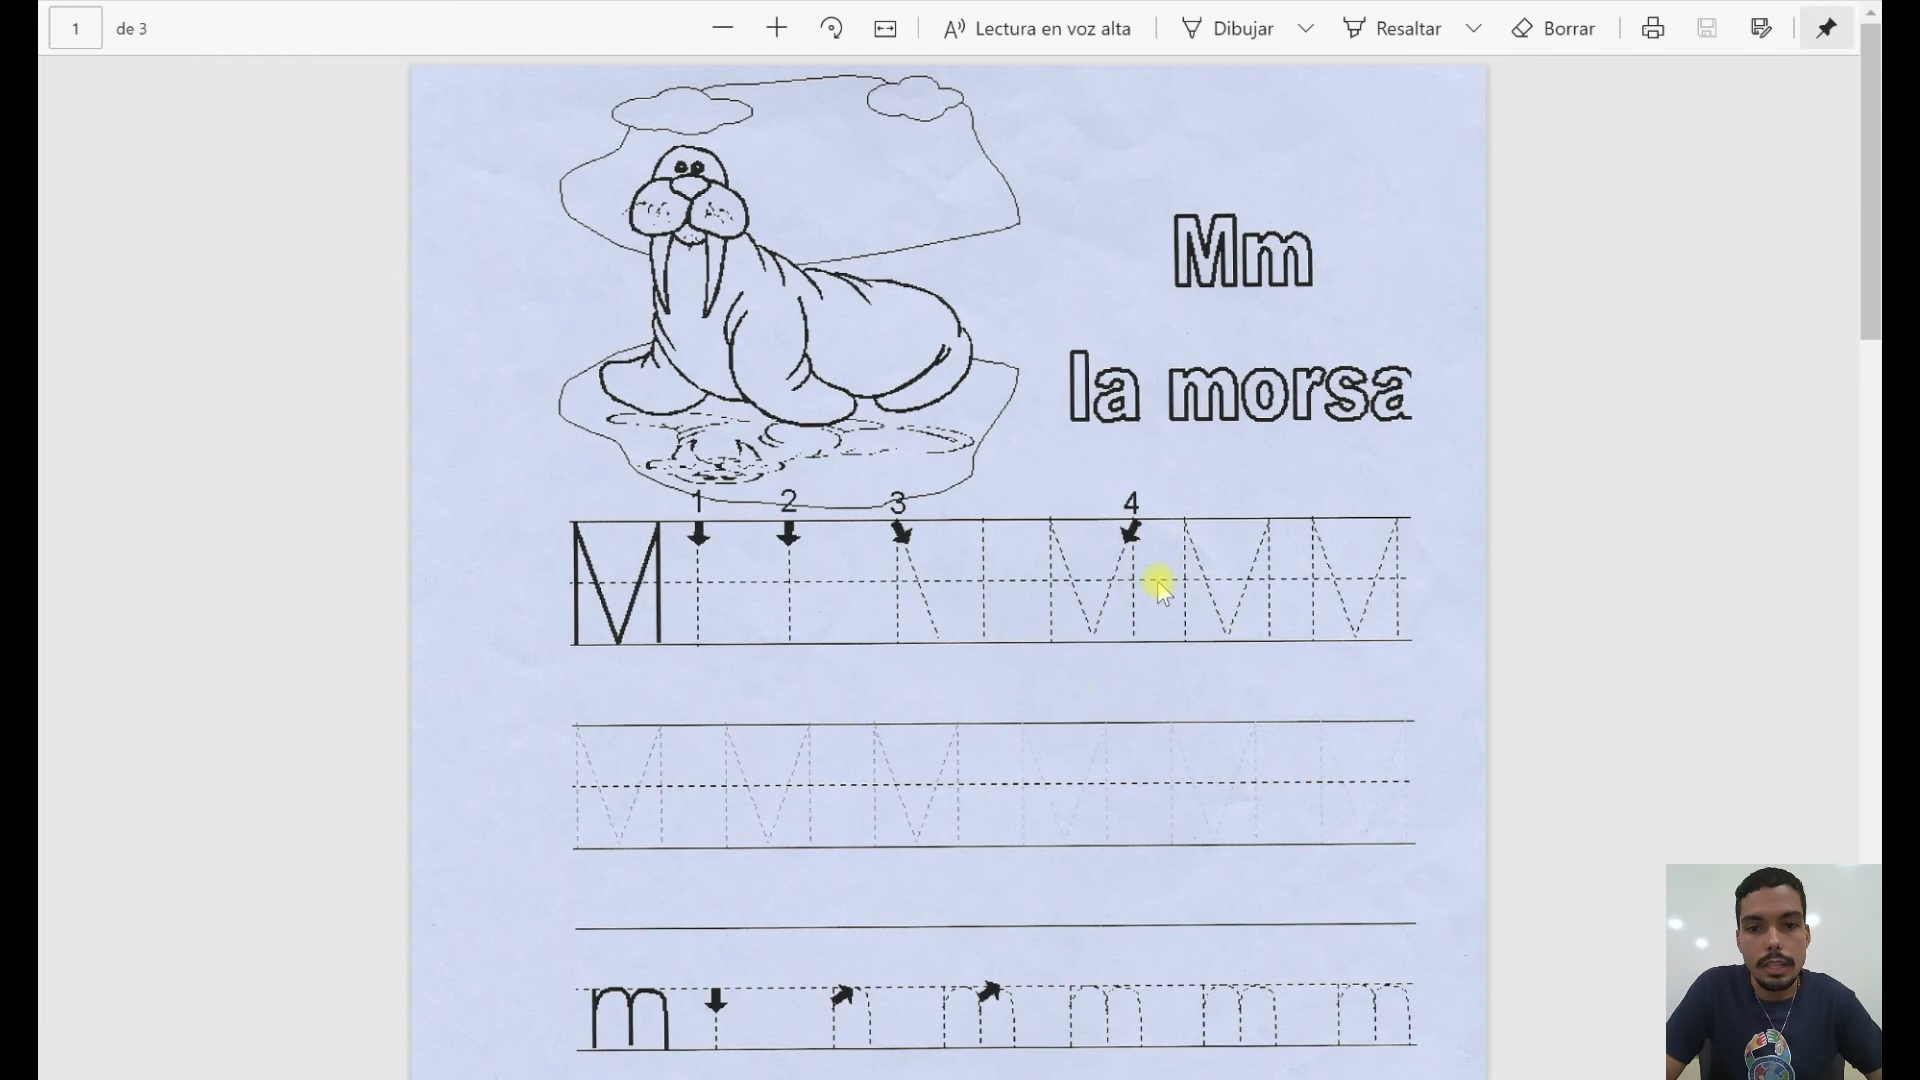 1 de 3 Lectura en voz alta Dibujar Resaltar Borrar
Mm
la morsa
1 2 3 4
M M M M
M M M M M M
m m m m m